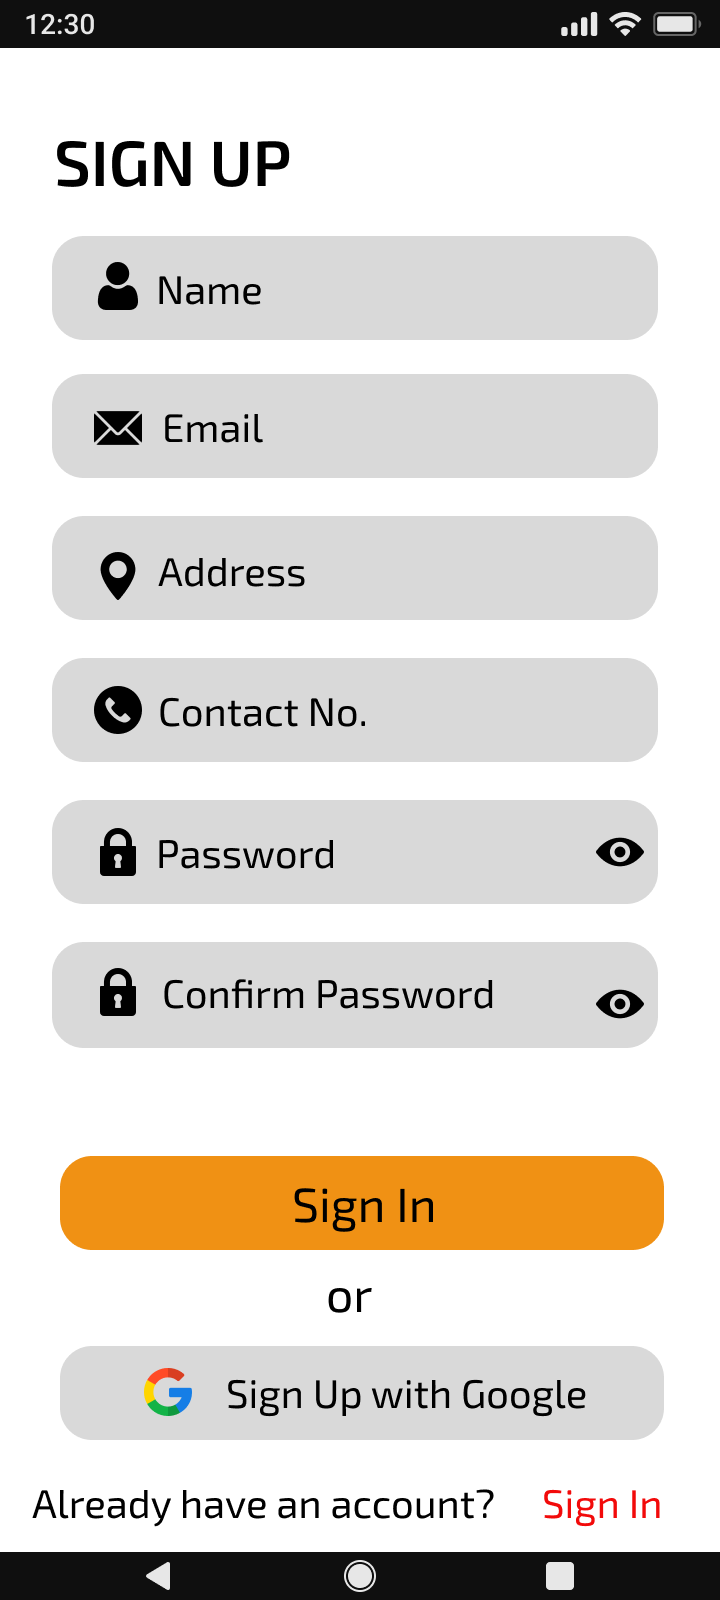 12:30
SIGN UP
Name
Email
Address
Contact No.
Password
Confirm Password
Sign In
or
Sign Up with Google
Already have an account? Sign In